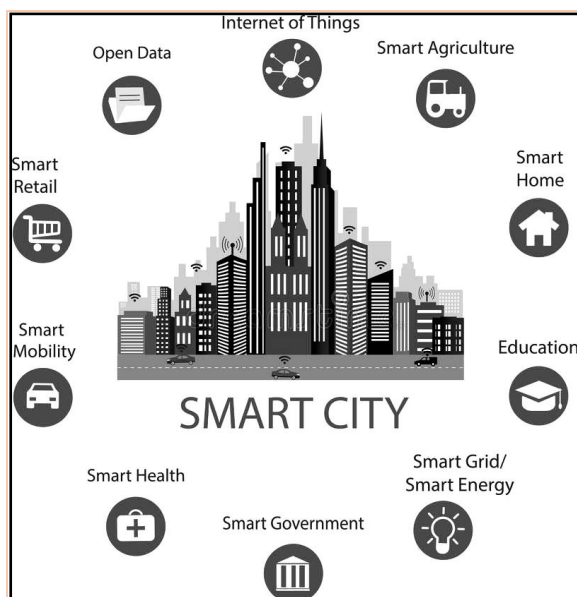 Internet of Things
Open Data
Smart Agriculture
Smart
Retail
Smart
Home
Smart
Mobility
Education
SMART CITY
Smart Health
Smart Grid/
Smart Energy
Smart Government